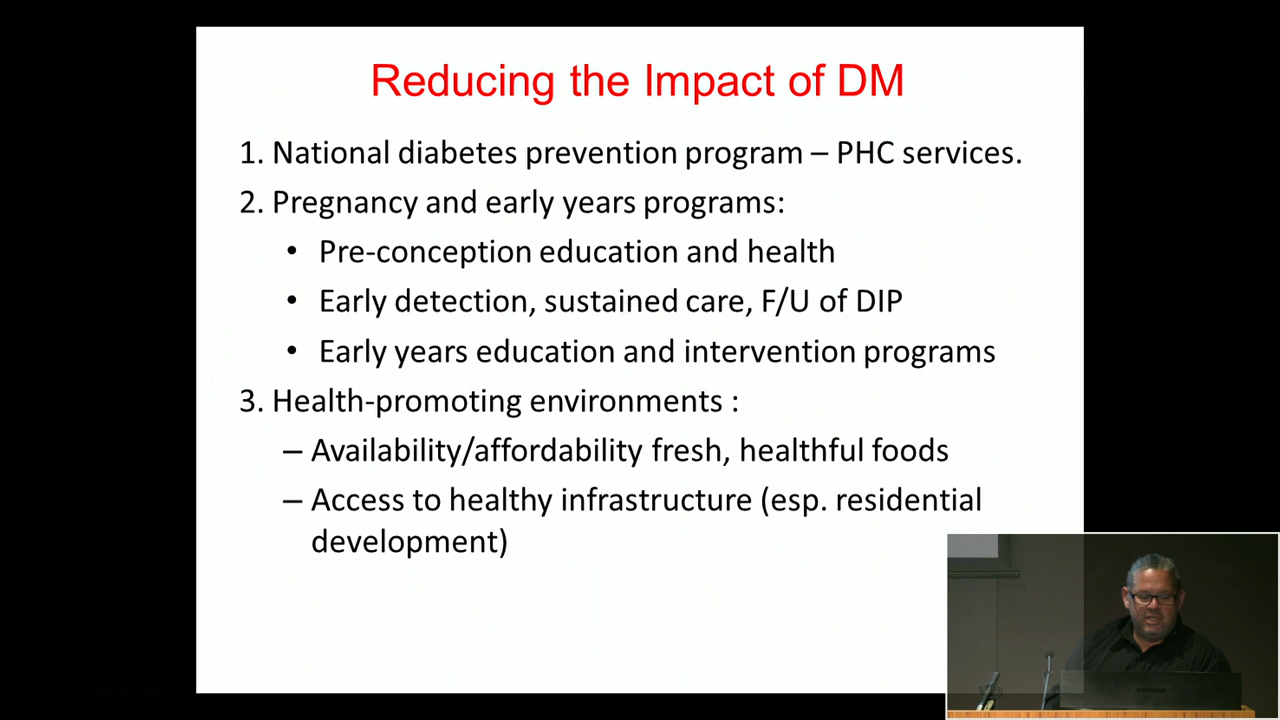 Reducing the Impact of DM
1. National diabetes prevention program – PHC services.
2. Pregnancy and early years programs:
• Pre-conception education and health
• Early detection, sustained care, F/U of DIP
• Early years education and intervention programs
3. Health-promoting environments :
– Availability/affordability fresh, healthful foods
– Access to healthy infrastructure (esp. residential
development)